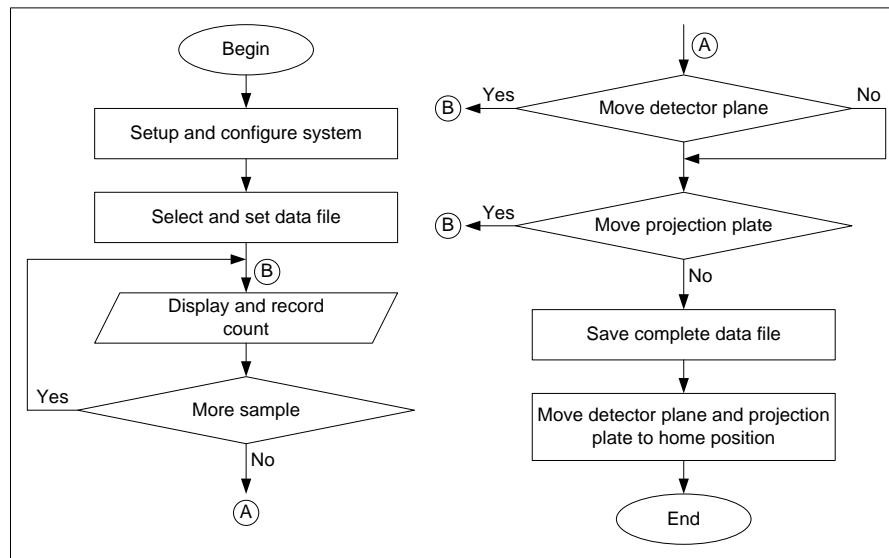 Begin
Setup and configure system
Select and set data file
B
Display and record
count
Yes
More sample
No
A
A
Yes
No
B
Move detector plane
Yes
B
Move projection plate
No
Save complete data file
Move detector plane and projection
plate to home position
End